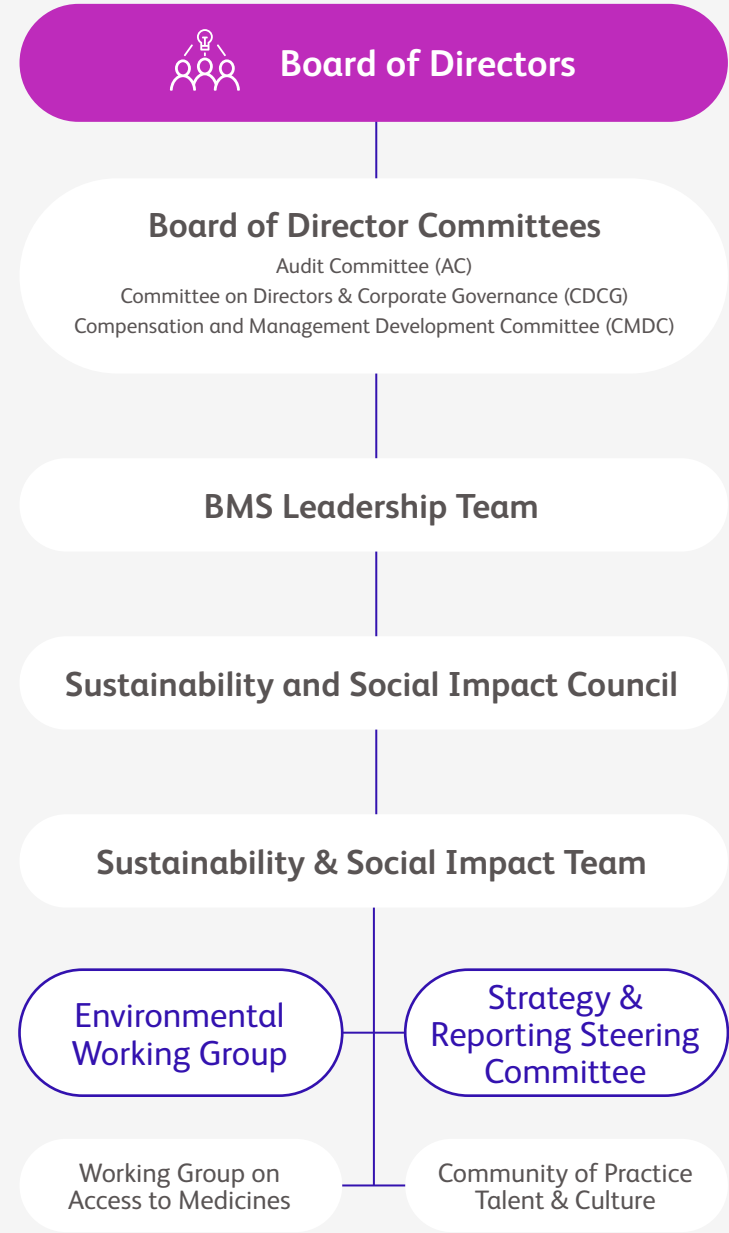 Board of Directors
Board of Director Committees
Audit Committee (AC)
Committee on Directors & Corporate Governance (CDCG)
Compensation and Management Development Committee (CMDC)
BMS Leadership Team
Sustainability and Social Impact Council
Sustainability & Social Impact Team
Environmental
Working Group
Strategy &
Reporting Steering
Committee
Working Group on
Access to Medicines
Community of Practice
Talent & Culture